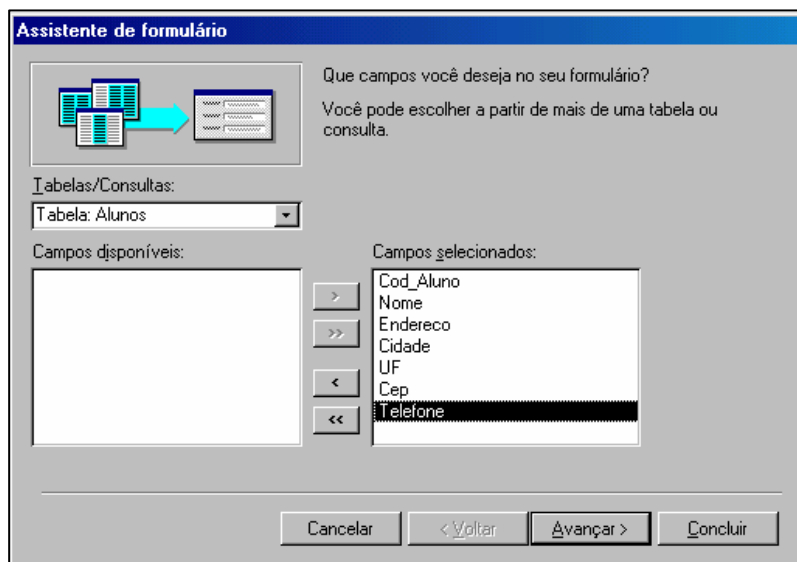 Assistente de formulário
Que campos você deseja no seu formulário?
Você pode escolher a partir de mais de uma tabela ou
consulta.
Tabelas/Consultas:
Tabela: Alunos
Campos disponíveis:
Campos selecionados:
>
>>
<
<<
Cod_Aluno
Nome
Endereco
Cidade
UF
Cep
Telefone
Cancelar
< Voltar
Avançar >
Concluir